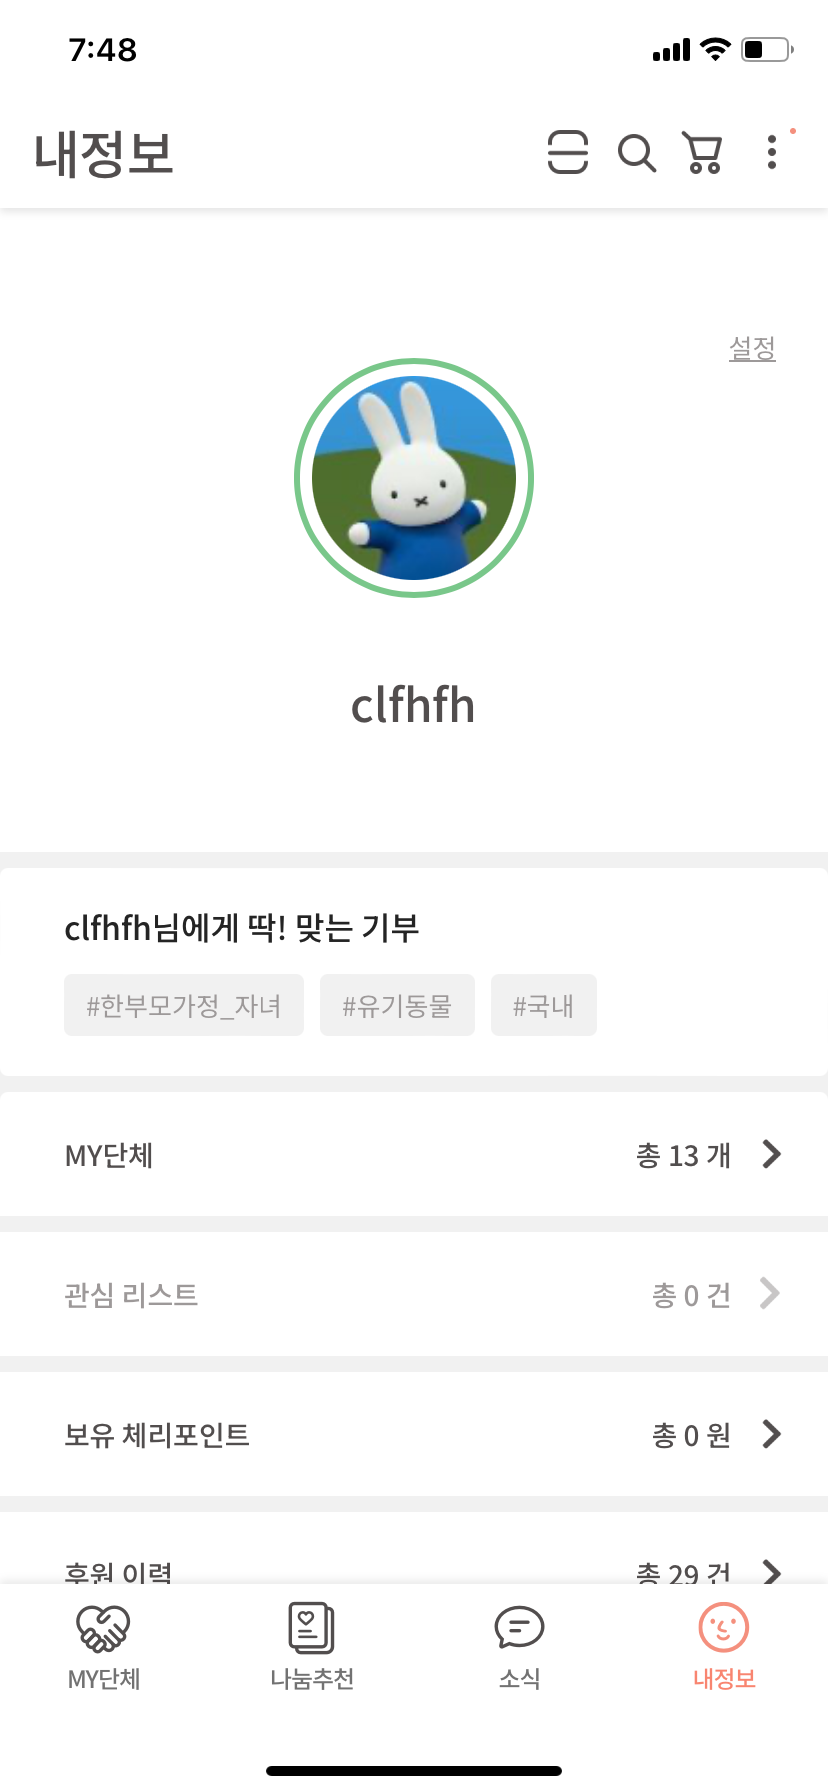 7:48
내정보
설정
clfhfh
clfhfh님에게 딱! 맞는 기부
#한부모가정_자녀 #유기동물 #국내
MY단체 총 13 개
관심 리스트 총 0 건
보유 체리포인트 총 0 원
후원 이력 총 29 건
MY단체 나눔추천 소식 내정보